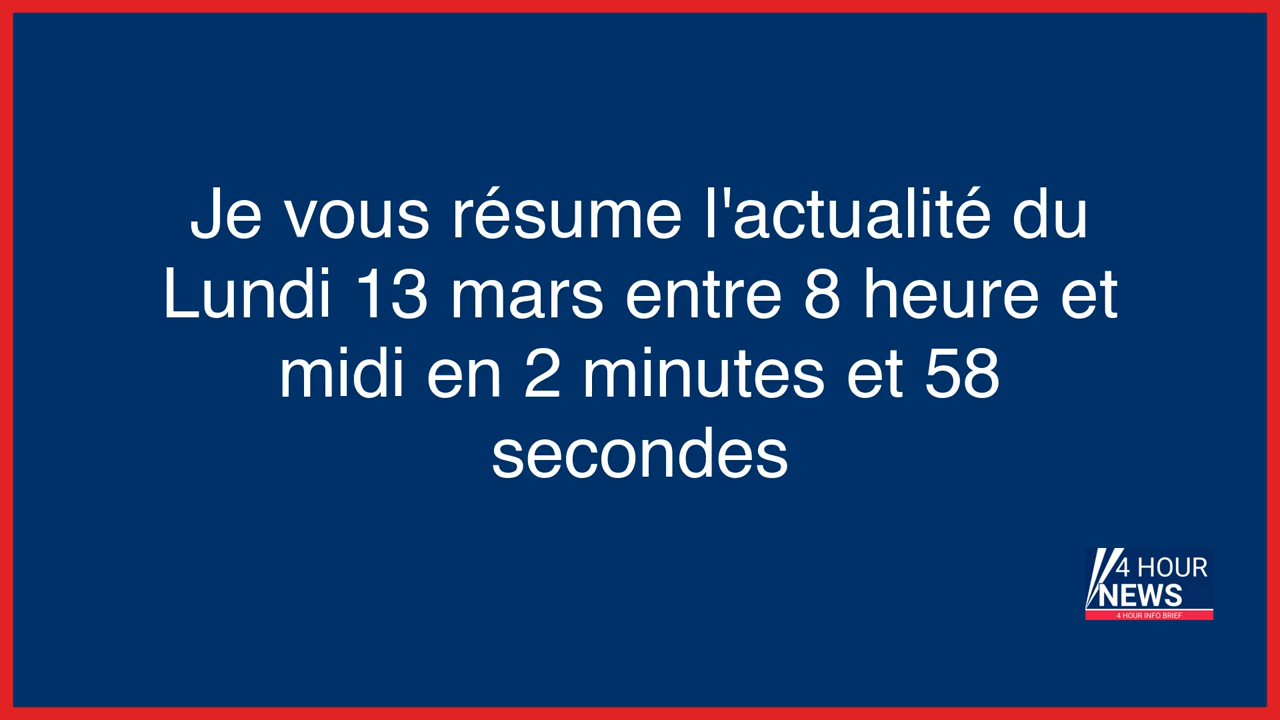 Je vous résume l'actualité du
Lundi 13 mars entre 8 heure et
midi en 2 minutes et 58
secondes
4 HOUR
NEWS
4 HOUR INFO BRIEF